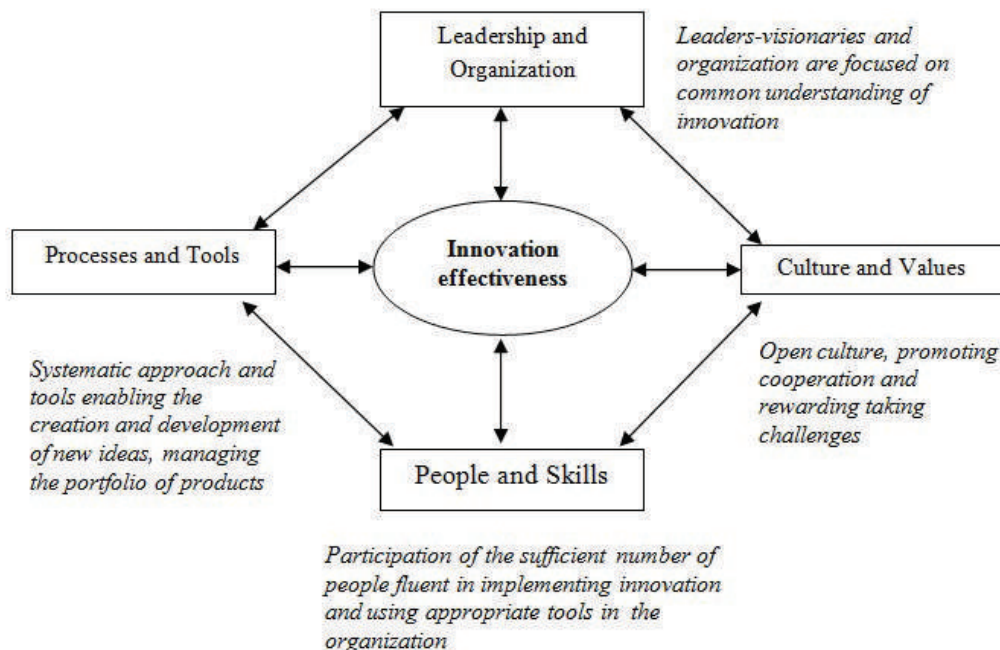 Leadership and
Organization
Leaders-visionaries and
organization are focused on
common understanding of
innovation
Processes and Tools
Innovation
effectiveness
Culture and Values
Systematic approach and
tools enabling the
creation and development
of new ideas, managing
the portfolio of products
Open culture, promoting
cooperation and
rewarding taking
challenges
People and Skills
Participation of the sufficient number of
people fluent in implementing innovation
and using appropriate tools in the
organization